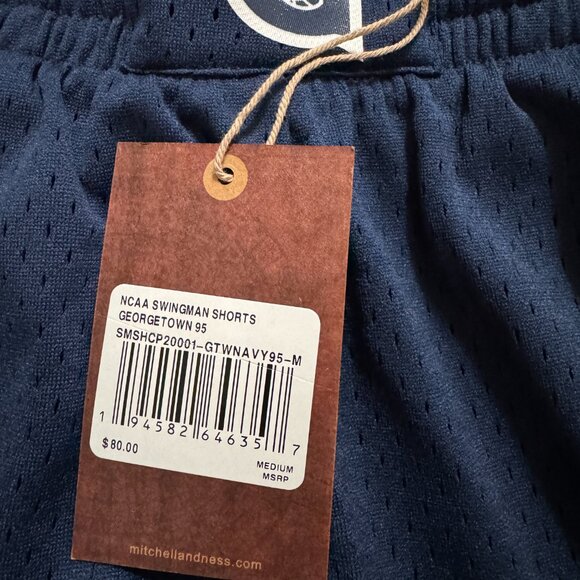 NCAA SWINGMAN SHORTS
GEORGETOWN 95
SMSHCP20001-GTWNAVY95-M
1 94582 64635 7
$80.00
MEDIUM
MSRP
mitchellandness.com